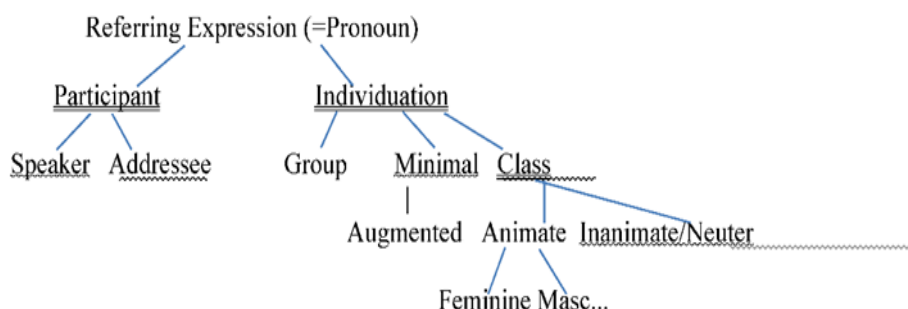 Referring Expression (=Pronoun)
Participant Individuation
Speaker Addressee Group Minimal Class
Augmented Animate Inanimate/Neuter
Feminine Masc...